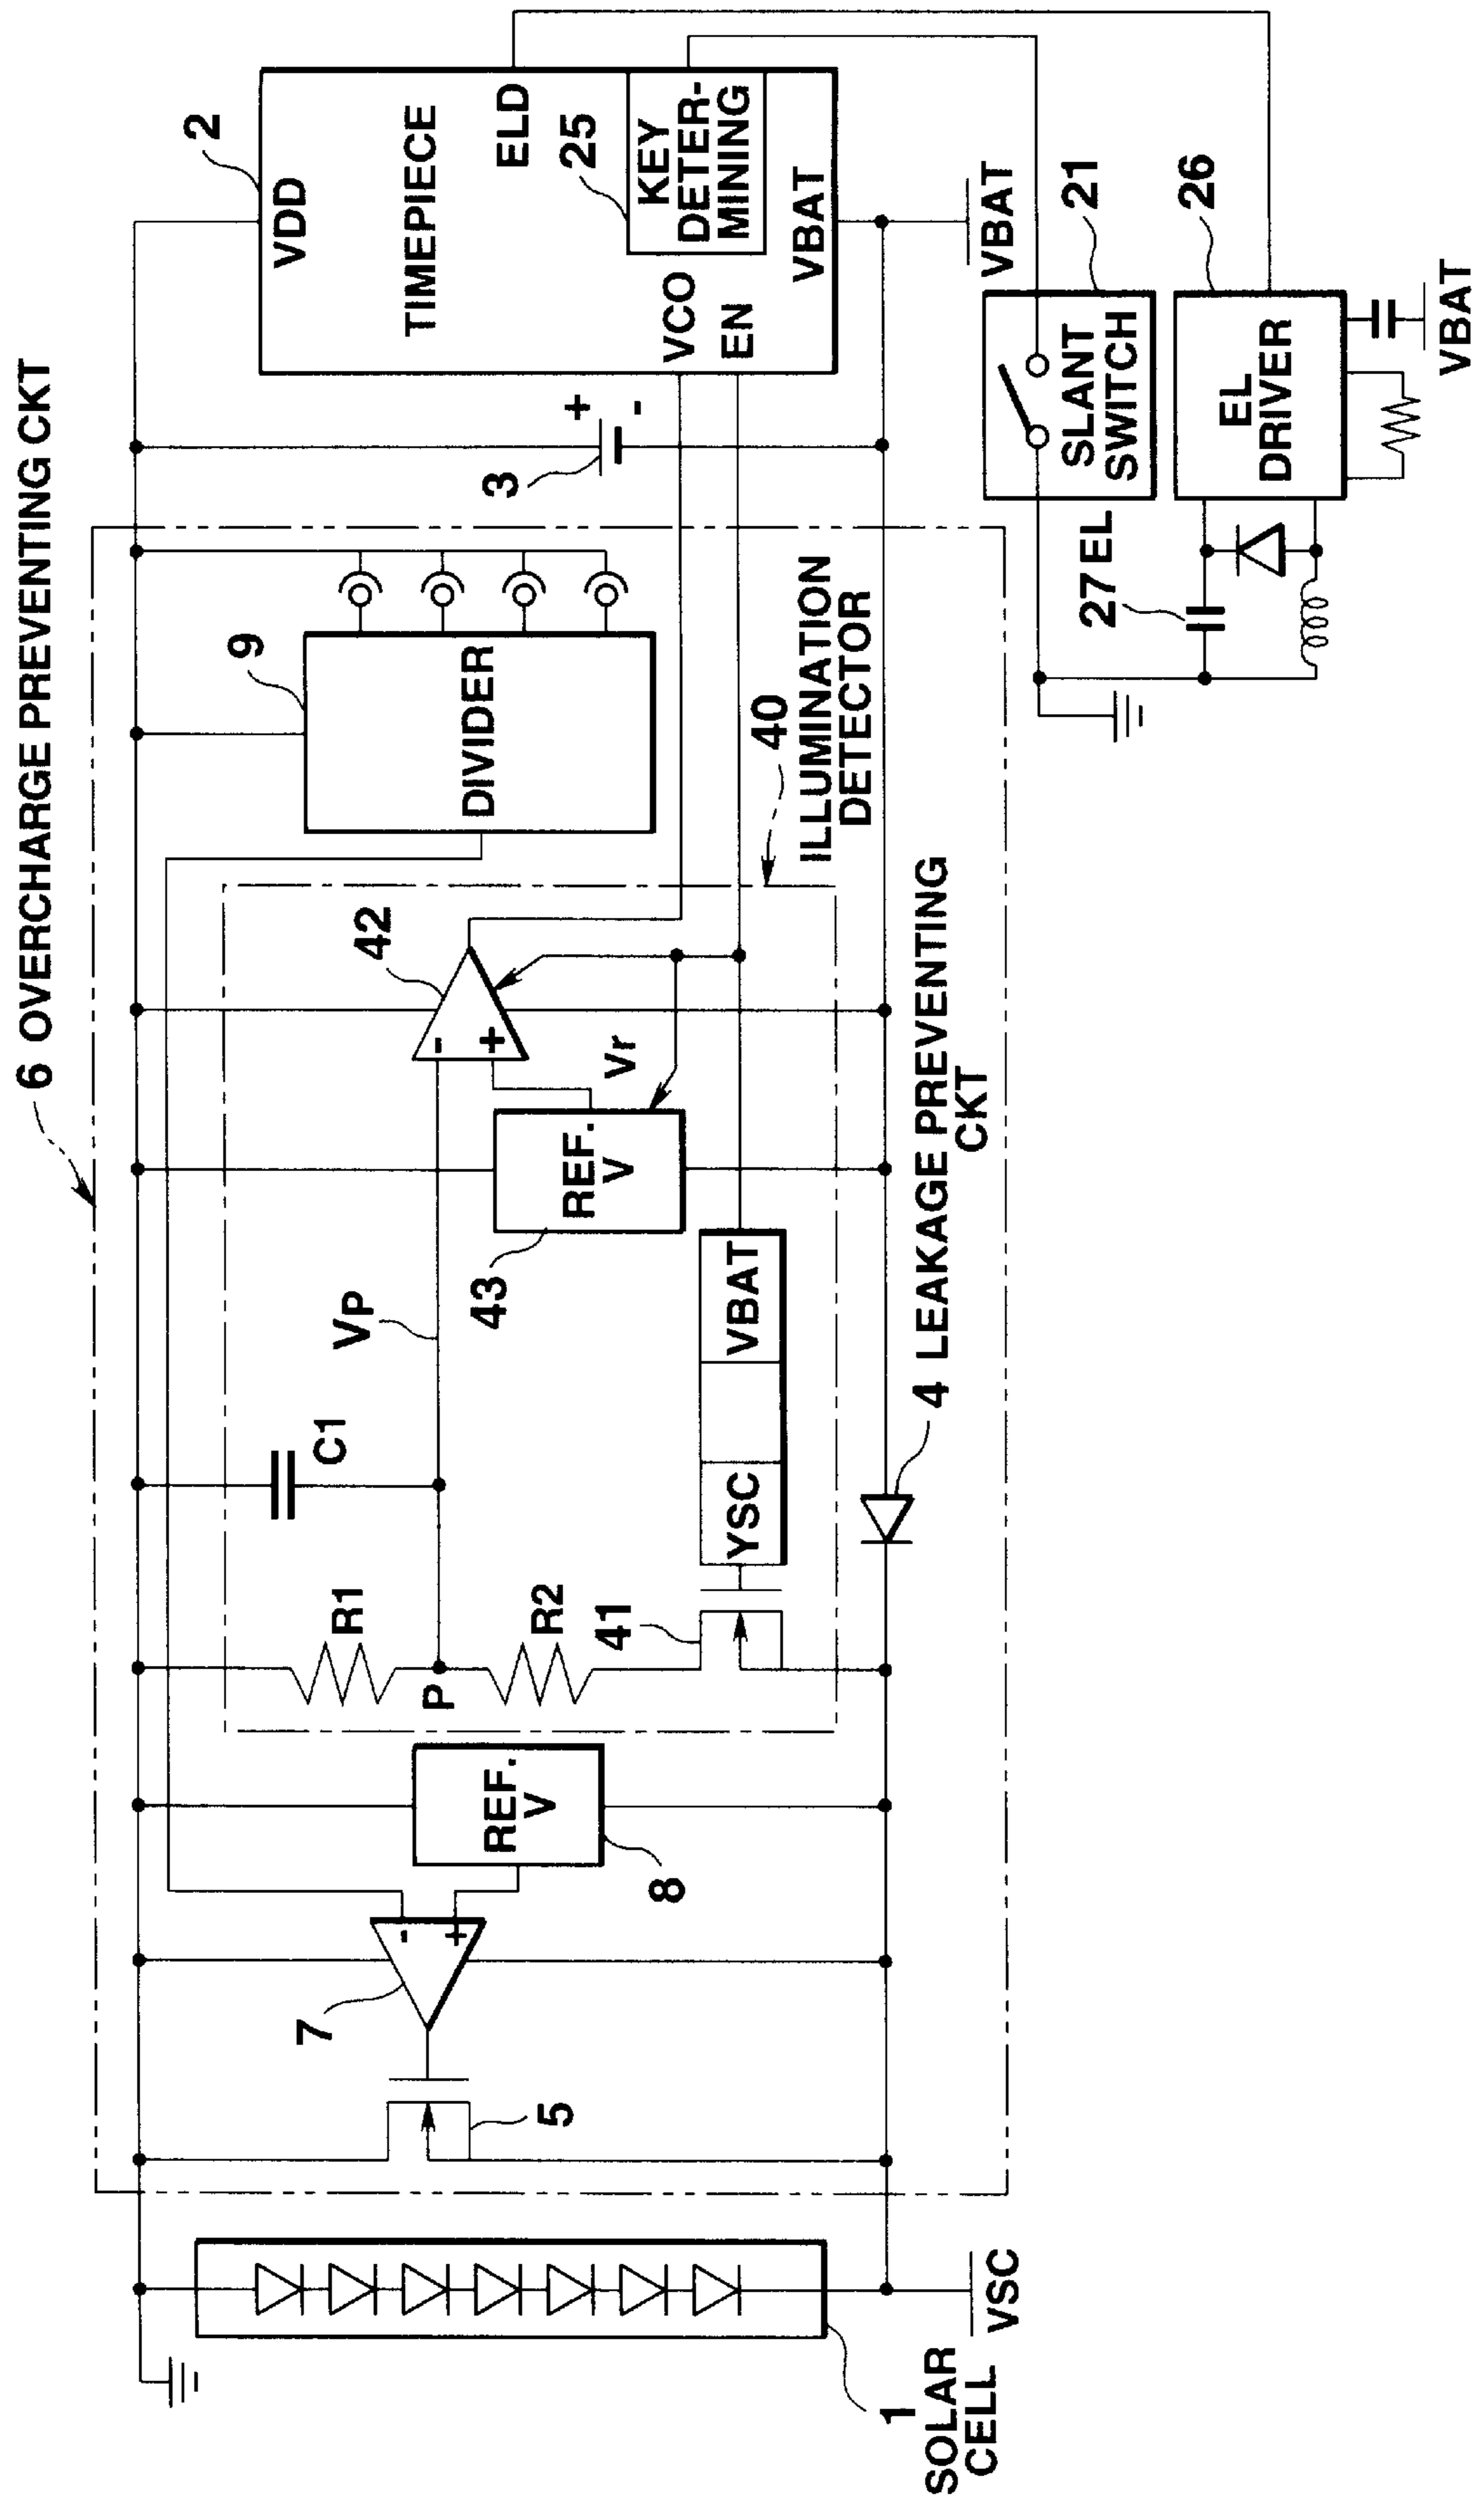 6 OVERCHARGE PREVENTING CKT
2
VDD
TIMEPIECE
ELD
25
KEY
DETER-
MINING
VCO
EN
VBAT
3
+
-
9
DIVIDER
40
ILLUMINATION
DETECTOR
42
-
+
Vr
REF.
V
43
VP
C1
R1
P
R2
41
YSC
VBAT
4 LEAKAGE PREVENTING
CKT
REF.
V
8
7
-
+
5
1
SOLAR
CELL
VSC
VBAT
21
SLANT
SWITCH
26
EL
DRIVER
27 EL
VBAT